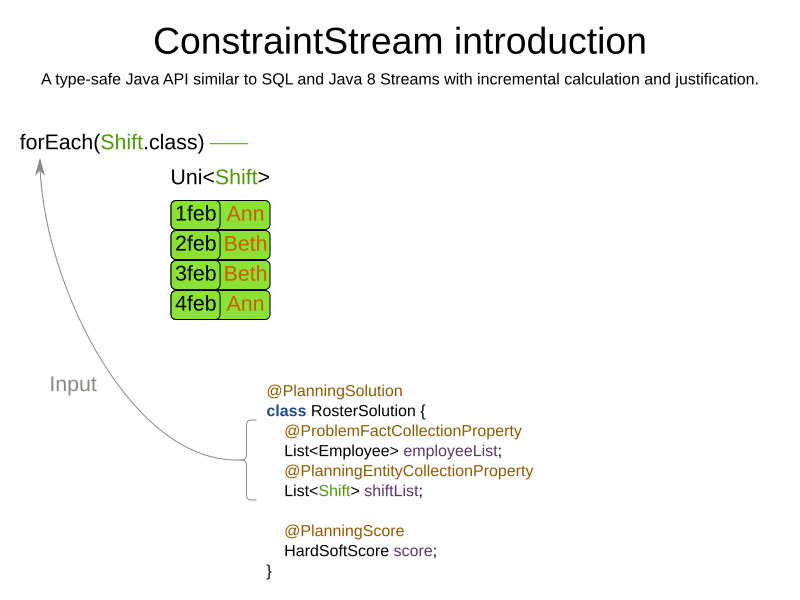 ConstraintStream introduction
A type-safe Java API similar to SQL and Java 8 Streams with incremental calculation and justification.
forEach(Shift.class)
Uni<Shift>
1feb Ann
2feb Beth
3feb Beth
4feb Ann
Input
@PlanningSolution
class RosterSolution {
@ProblemFactCollectionProperty
List<Employee> employeeList;
@PlanningEntityCollectionProperty
List<Shift> shiftList;
@PlanningScore
HardSoftScore score;
}